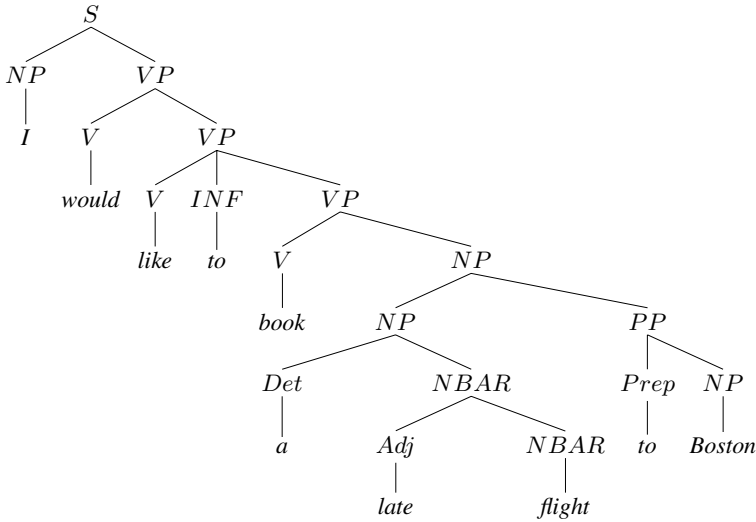 S
NP VP
I V VP
would V INF VP
like to V NP
book NP PP
Det NBAR Prep NP
a Adj NBAR to Boston
late flight